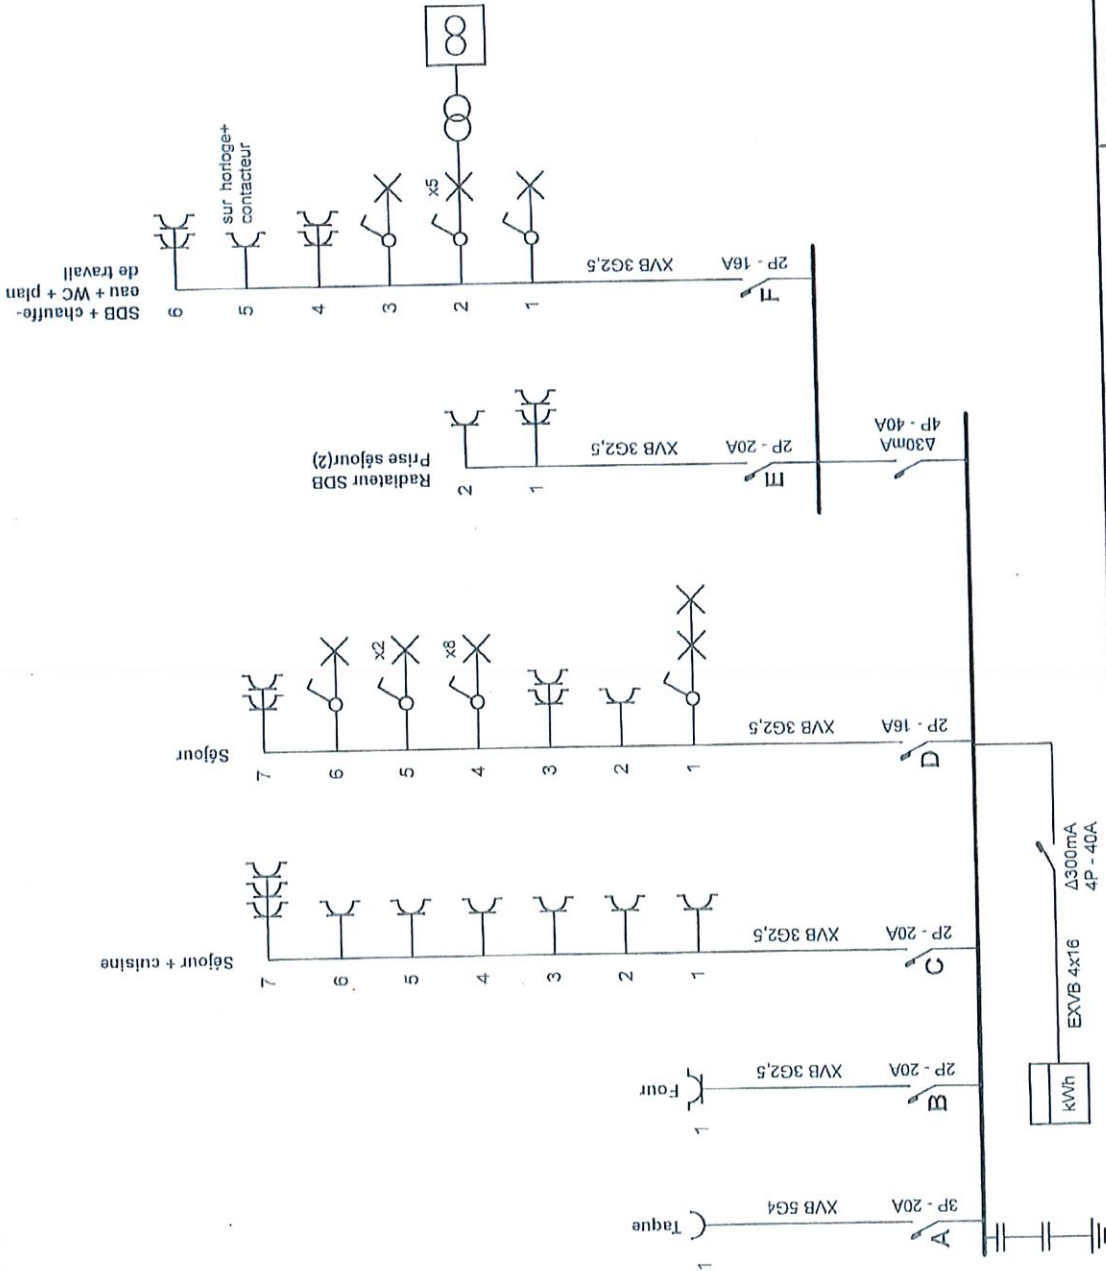 SDB + chauffe-
eau + WC + plan
de travail
6
5
sur horloge+
contacteur
4
3
2
x5
1
XVB 3G2,5
2P - 16A
F
Radiateur SDB
Prise séjour(2)
2
1
XVB 3G2,5
2P - 20A
E
Δ30mA
4P - 40A
Séjour
7
6
5
x2
4
x8
3
2
1
XVB 3G2,5
2P - 16A
D
Séjour + cuisine
7
6
5
4
3
2
1
XVB 3G2,5
2P - 20A
C
Four
1
XVB 3G2,5
2P - 20A
B
Taque
1
XVB 5G4
3P - 20A
A
kWh
EXVB 4x16
Δ300mA
4P - 40A